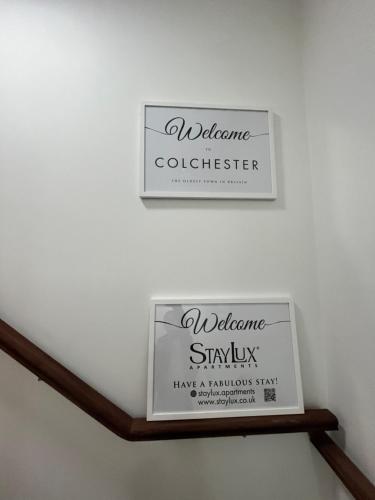 Welcome
TO
COLCHESTER
THE OLDEST TOWN IN BRITAIN
Welcome
STAYLUX®
APARTMENTS
HAVE A FABULOUS STAY!
staylux.apartments
www.staylux.co.uk